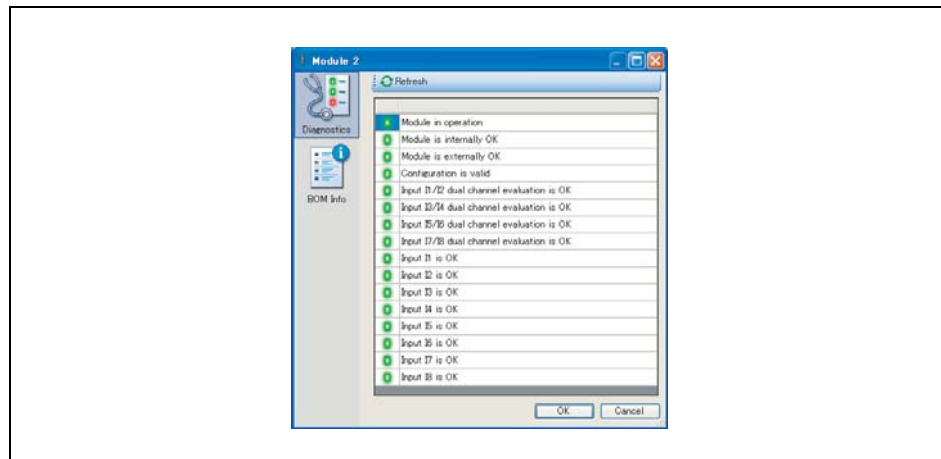 Module 2
Refresh
Diagnostics
BOM Info
Module in operation
Module is internally OK
Module is externally OK
Configuration is valid
Input I1/I2 dual channel evaluation is OK
Input I3/I4 dual channel evaluation is OK
Input I5/I6 dual channel evaluation is OK
Input I7/I8 dual channel evaluation is OK
Input I1 is OK
Input I2 is OK
Input I3 is OK
Input I4 is OK
Input I5 is OK
Input I6 is OK
Input I7 is OK
Input I8 is OK
OK
Cancel